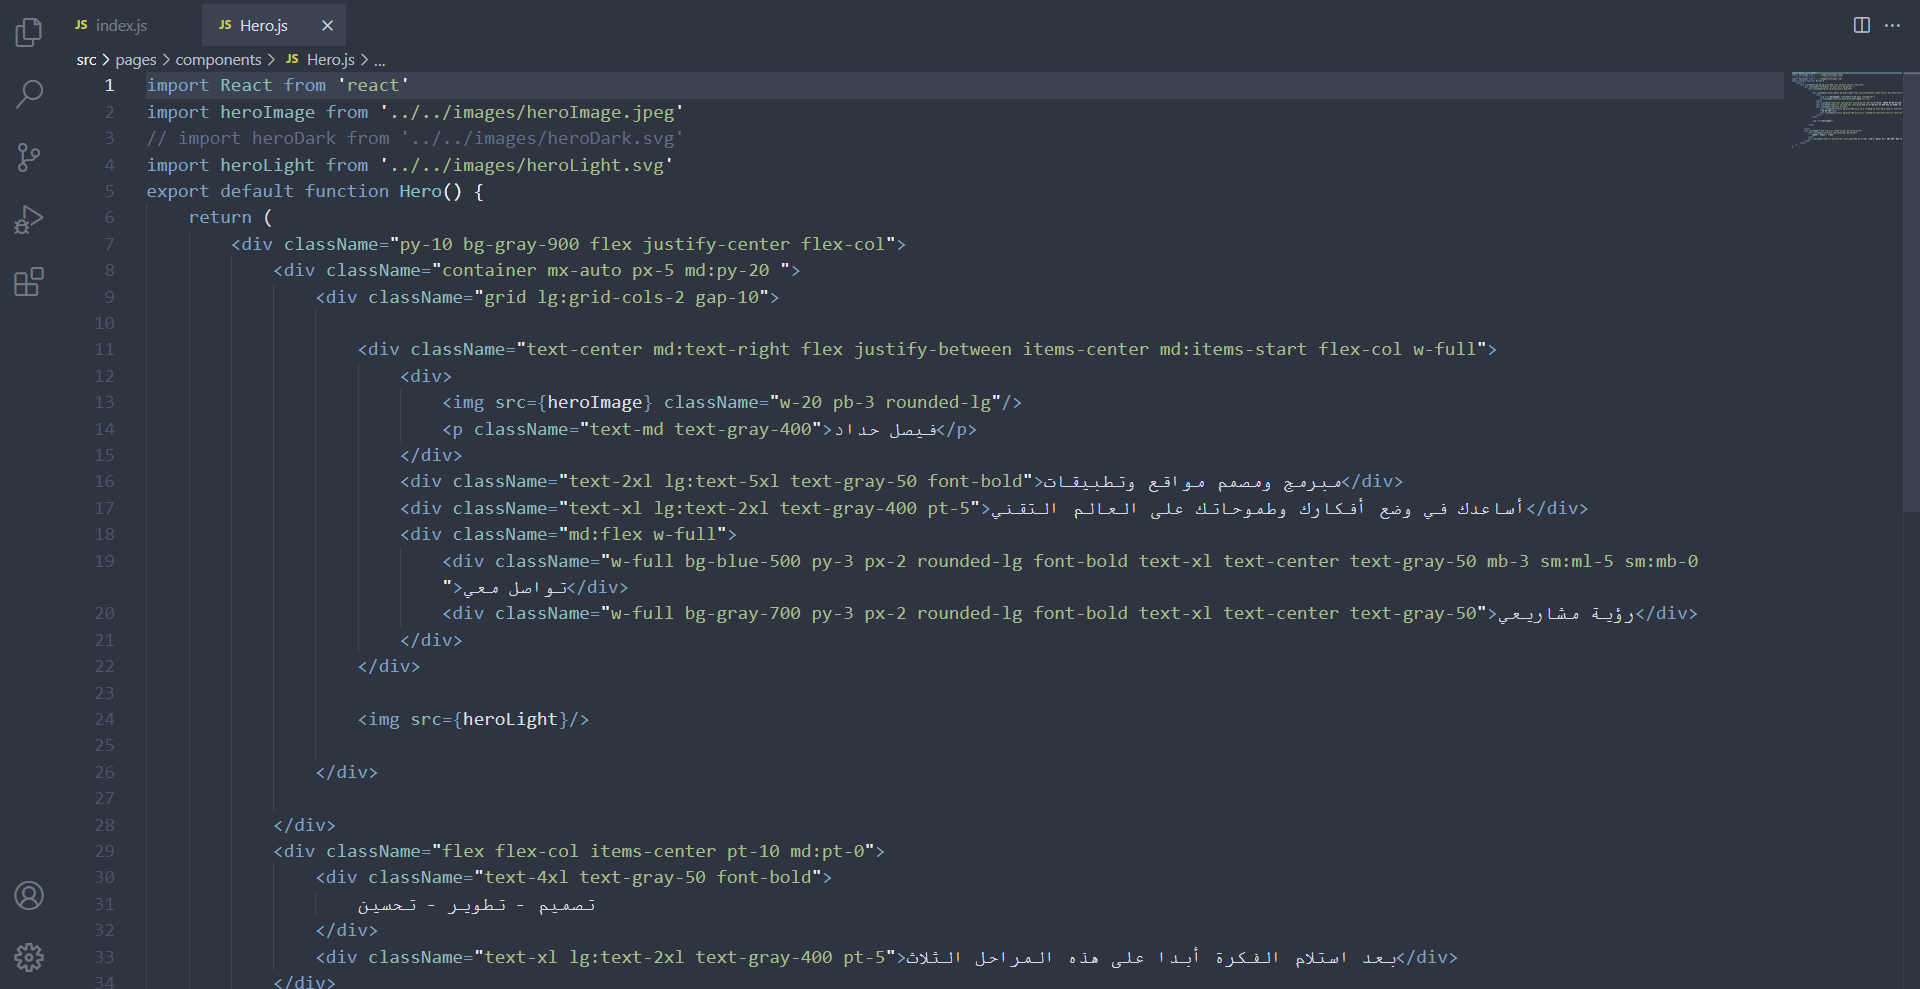 JS index.js
JS Hero.js
src > pages > components > JS Hero.js > ...
1 import React from 'react'
2 import heroImage from '../../images/heroImage.jpeg'
3 // import heroDark from '../../images/heroDark.svg'
4 import heroLight from '../../images/heroLight.svg'
5 export default function Hero() {
6 return (
7 <div className="py-10 bg-gray-900 flex justify-center flex-col">
8 <div className="container mx-auto px-5 md:py-20 ">
9 <div className="grid lg:grid-cols-2 gap-10">
10
11 <div className="text-center md:text-right flex justify-between items-center md:items-start flex-col w-full">
12 <div>
13 <img src={heroImage} className="w-20 pb-3 rounded-lg"/>
14 <p className="text-md text-gray-400">فيصل حداد</p>
15 </div>
16 <div className="text-2xl lg:text-5xl text-gray-50 font-bold">مبرمج ومصمم مواقع وتطبيقات</div>
17 <div className="text-xl lg:text-2xl text-gray-400 pt-5">أساعدك في وضع أفكارك وطموحاتك على العالم التقني</div>
18 <div className="md:flex w-full">
19 <div className="w-full bg-blue-500 py-3 px-2 rounded-lg font-bold text-xl text-center text-gray-50 mb-3 sm:ml-5 sm:mb-0
">تواصل معي</div>
20 <div className="w-full bg-gray-700 py-3 px-2 rounded-lg font-bold text-xl text-center text-gray-50">رؤية مشاريعي</div>
21 </div>
22 </div>
23
24 <img src={heroLight}/>
25
26 </div>
27
28 </div>
29 <div className="flex flex-col items-center pt-10 md:pt-0">
30 <div className="text-4xl text-gray-50 font-bold">
31 تصميم - تطوير - تحسين
32 </div>
33 <div className="text-xl lg:text-2xl text-gray-400 pt-5">بعد استلام الفكرة أبدا على هذه المراحل الثلاث</div>
34 </div>